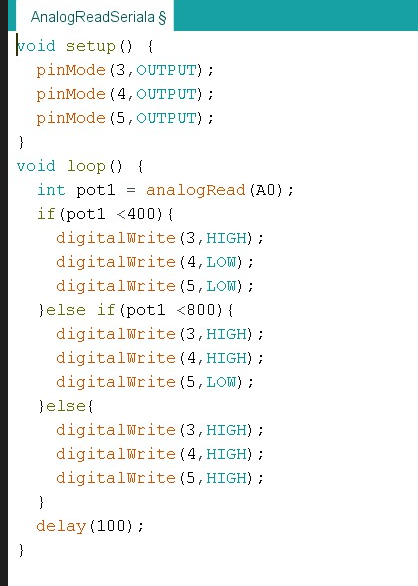 AnalogReadSeriala §
void setup() {
  pinMode(3,OUTPUT);
  pinMode(4,OUTPUT);
  pinMode(5,OUTPUT);
}
void loop() {
  int pot1 = analogRead(A0);
  if(pot1 <400){
    digitalWrite(3,HIGH);
    digitalWrite(4,LOW);
    digitalWrite(5,LOW);
  }else if(pot1 <800){
    digitalWrite(3,HIGH);
    digitalWrite(4,HIGH);
    digitalWrite(5,LOW);
  }else{
    digitalWrite(3,HIGH);
    digitalWrite(4,HIGH);
    digitalWrite(5,HIGH);
  }
  delay(100);
}